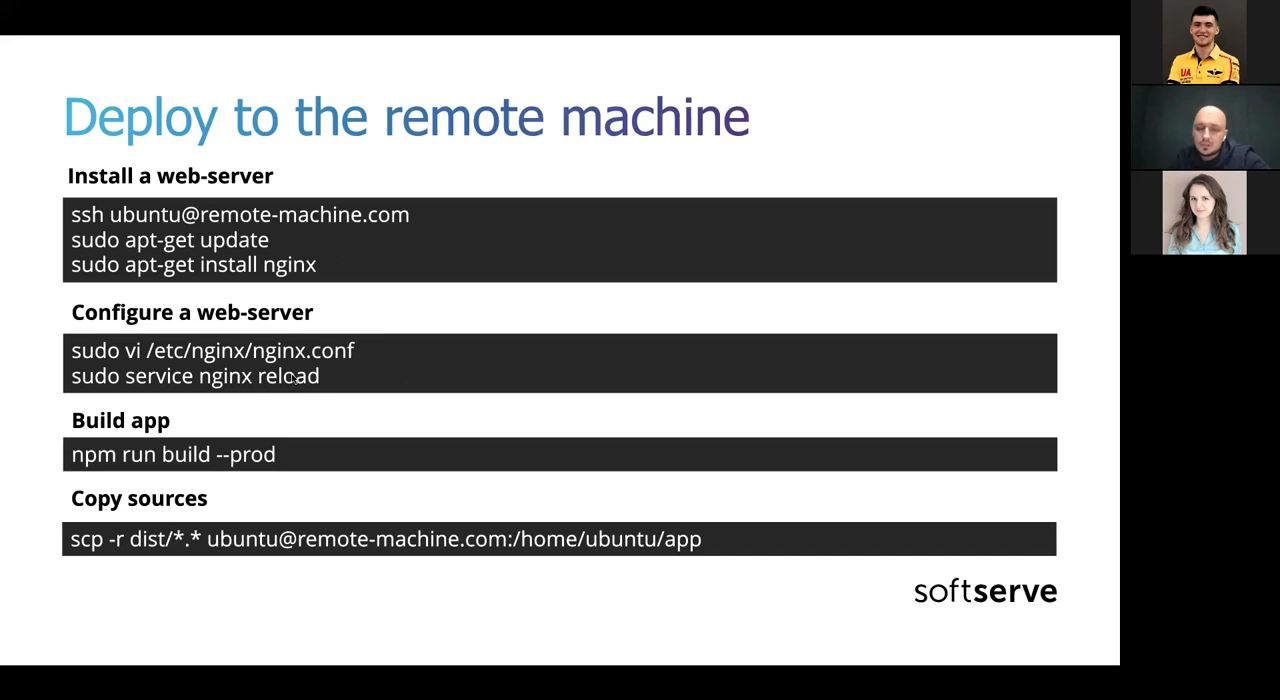 Deploy to the remote machine
Install a web-server
ssh ubuntu@remote-machine.com
sudo apt-get update
sudo apt-get install nginx
Configure a web-server
sudo vi /etc/nginx/nginx.conf
sudo service nginx reload
Build app
npm run build --prod
Copy sources
scp -r dist/*.* ubuntu@remote-machine.com:/home/ubuntu/app
softserve
UA